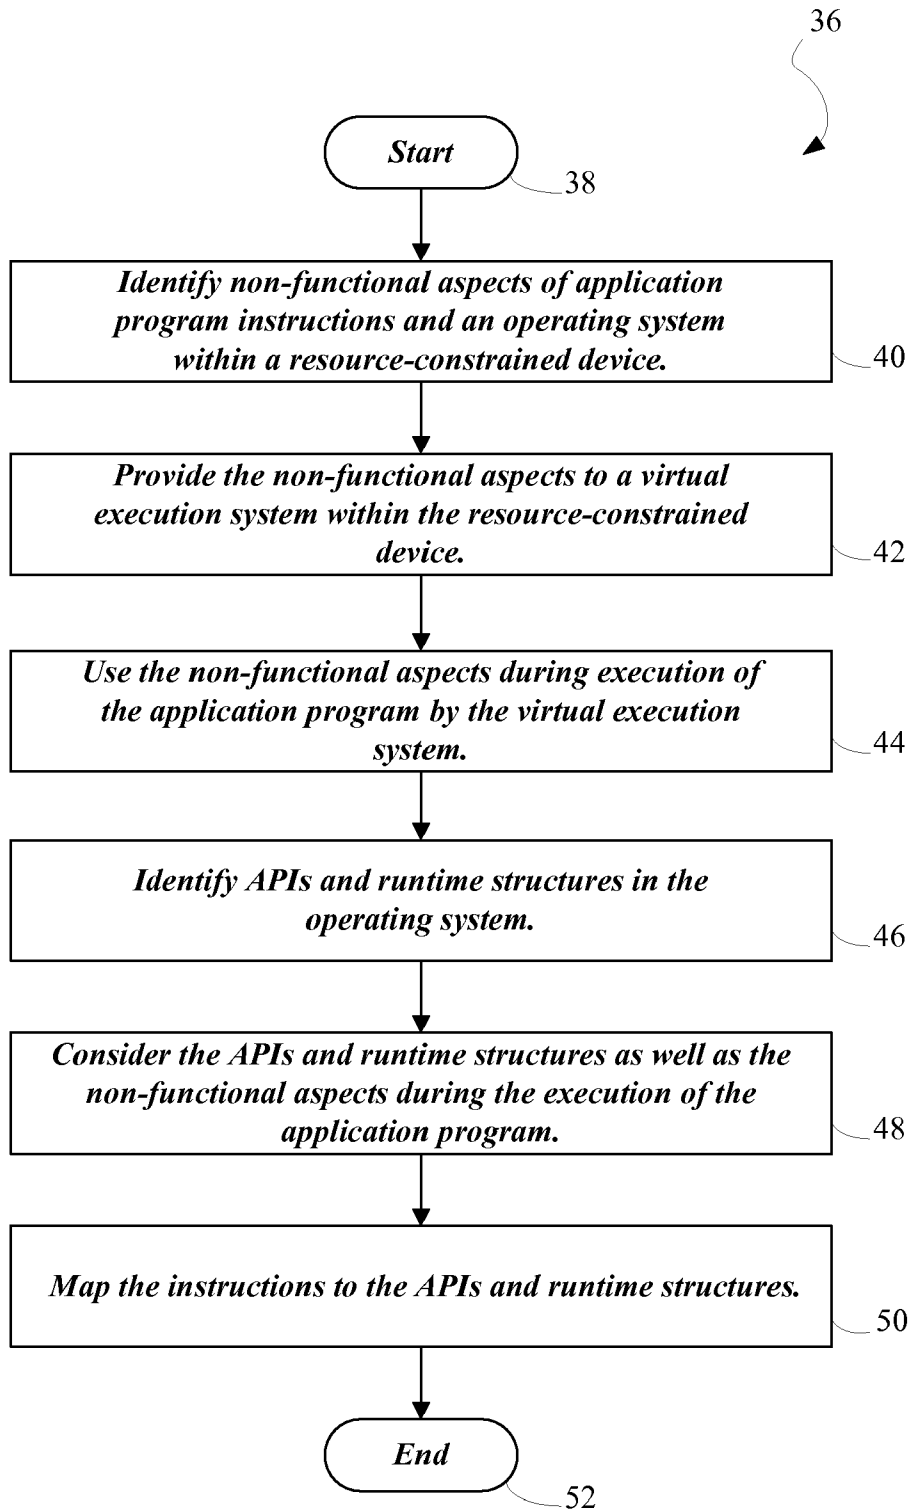 36
Start
38
Identify non-functional aspects of application
program instructions and an operating system
within a resource-constrained device.
40
Provide the non-functional aspects to a virtual
execution system within the resource-constrained
device.
42
Use the non-functional aspects during execution of
the application program by the virtual execution
system.
44
Identify APIs and runtime structures in the
operating system.
46
Consider the APIs and runtime structures as well as the
non-functional aspects during the execution of the
application program.
48
Map the instructions to the APIs and runtime structures.
50
End
52